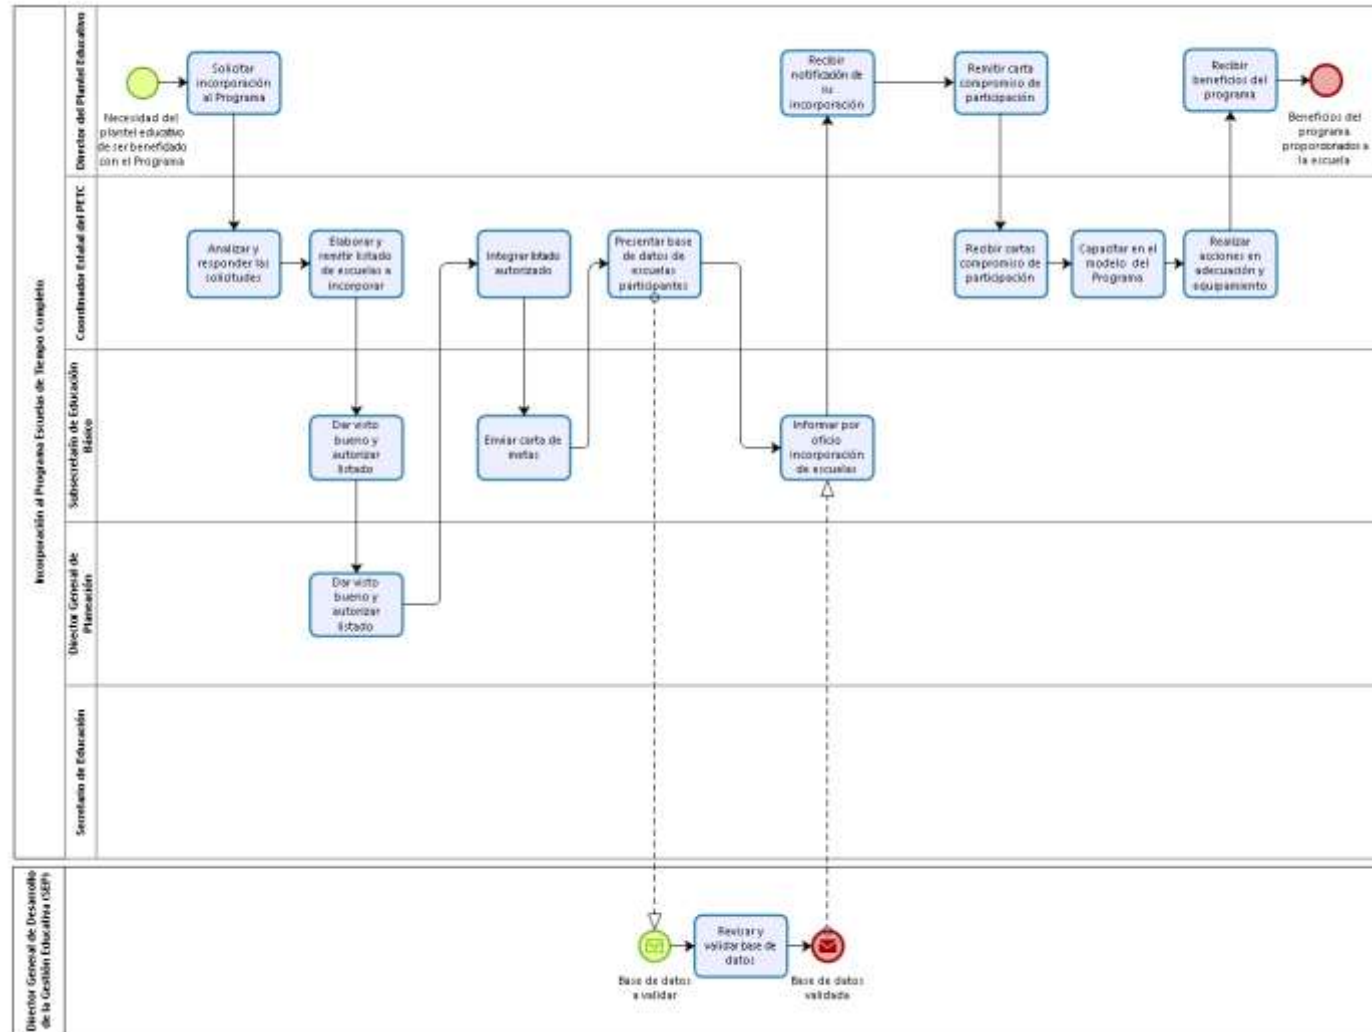 Incorporación al Programa Escuelas de Tiempo Completo
Director del Plantel Educativo
Necesidad del
plantel educativo
de ser benefidado
con el Programa
Solicitar
incorporación
al Programa
Recibir
notificación de
su
incorporación
Remitir carta
compromiso de
participación
Recibir
beneficios del
programa
Beneficios del
programa
proporcionados a
la escuela
Coordinador Estatal del PETC
Analizar y
responder las
solicitudes
Elaborar y
remitir listado
de escuelas a
incorporar
Integrar listado
autorizado
Presentar base
de datos de
escuelas
participantes
Recibir cartas
compromiso de
participación
Capacitar en el
modelo del
Programa
Realizar
acciones en
adecuación y
equipamiento
Subsecretario de Educación
Básico
Dar visto
bueno y
autorizar
listado
Enviar carta de
metas
Informar por
oficio
incorporación
de escuelas
Director General de
Planeación
Dar visto
bueno y
autorizar
listado
Secretario de Educación
Director General de Desarrollo
de la Gestión Educativa (SEP)
Base de datos
a validar
Revisar y
validar base de
datos
Base de datos
validada